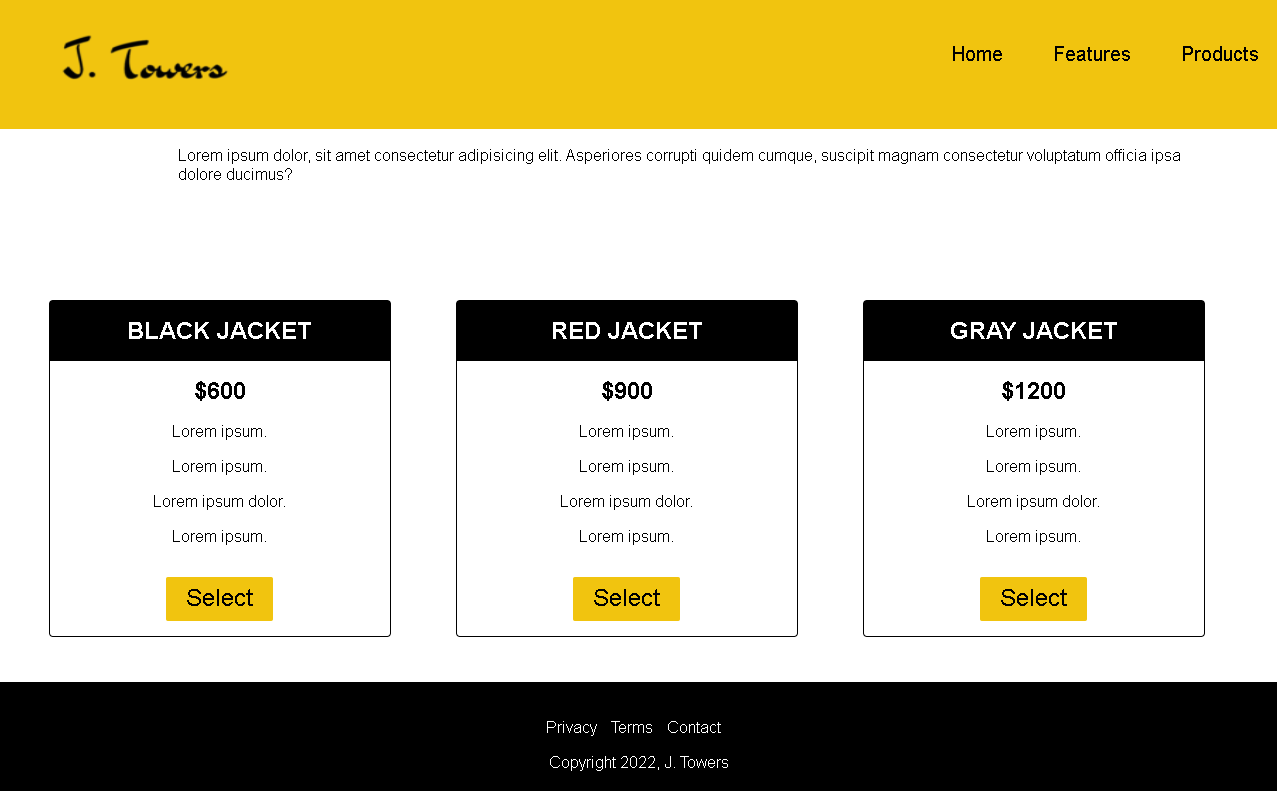 J. Towers
Home Features Products
Lorem ipsum dolor, sit amet consectetur adipisicing elit. Asperiores corrupti quidem cumque, suscipit magnam consectetur voluptatum officia ipsa
dolore ducimus?
BLACK JACKET
$600
Lorem ipsum.
Lorem ipsum.
Lorem ipsum dolor.
Lorem ipsum.
Select
RED JACKET
$900
Lorem ipsum.
Lorem ipsum.
Lorem ipsum dolor.
Lorem ipsum.
Select
GRAY JACKET
$1200
Lorem ipsum.
Lorem ipsum.
Lorem ipsum dolor.
Lorem ipsum.
Select
Privacy Terms Contact
Copyright 2022, J. Towers